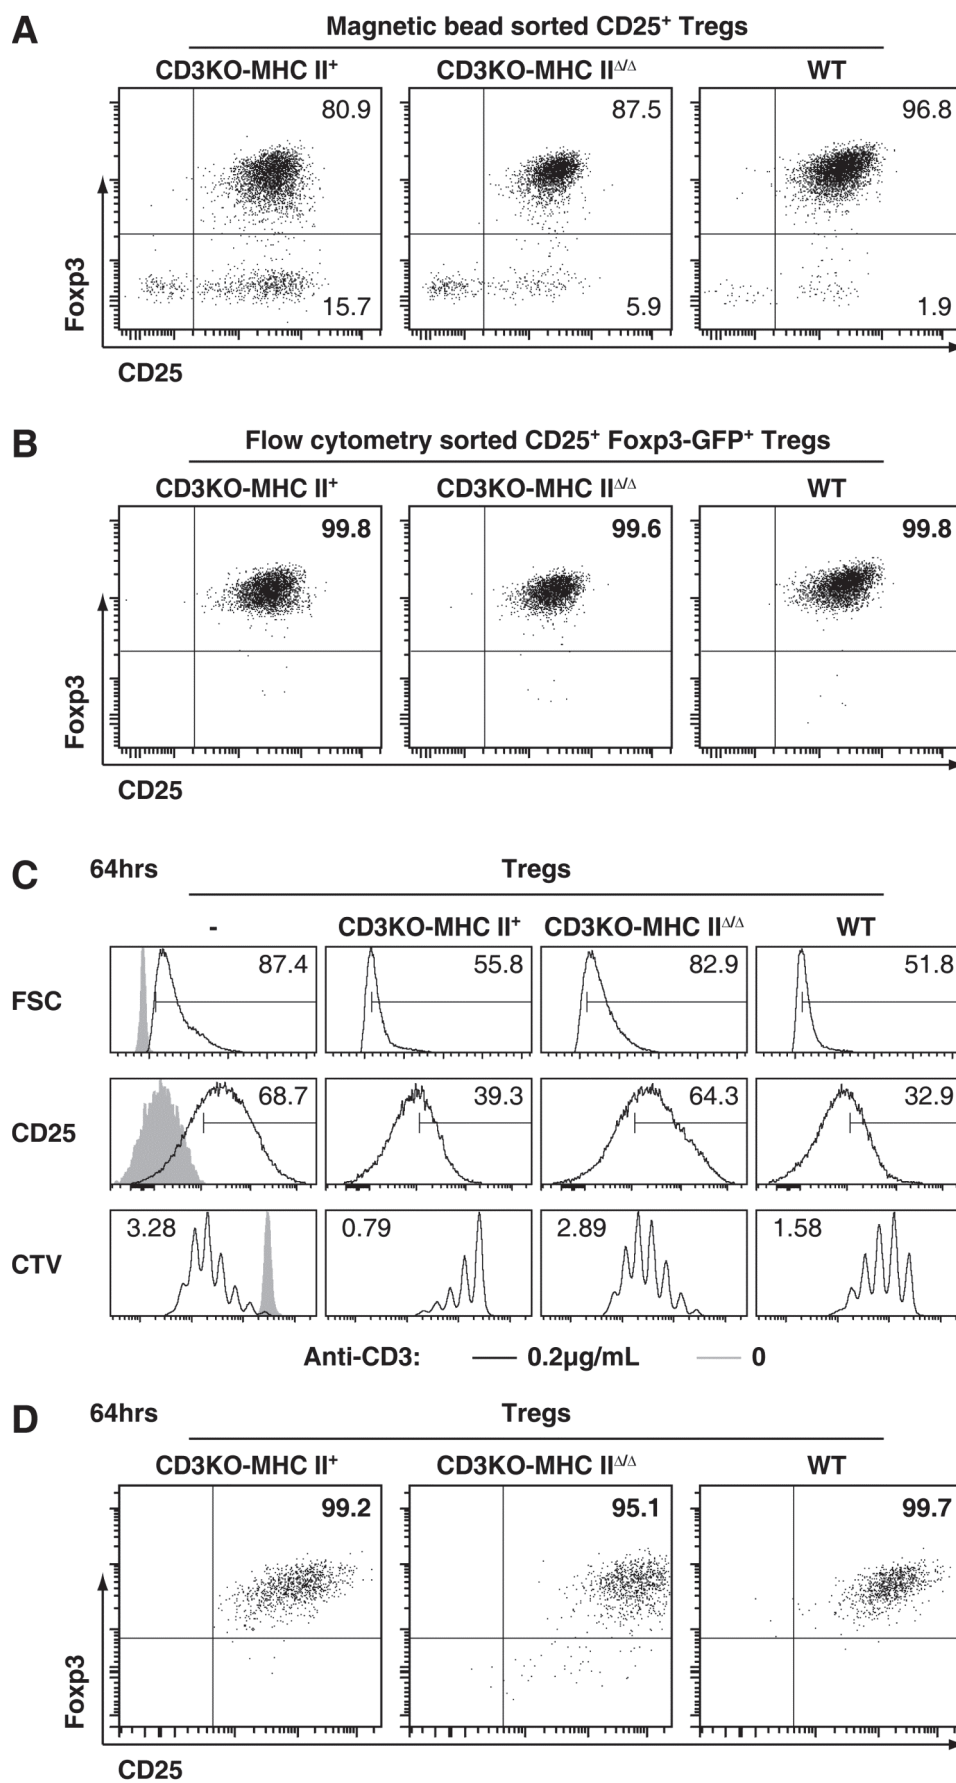 A
Magnetic bead sorted CD25⁺ Tregs
CD3KO-MHC II⁺ CD3KO-MHC IIᐃ/ᐃ WT
80.9 87.5 96.8
15.7 5.9 1.9
Foxp3
CD25
B
Flow cytometry sorted CD25⁺ Foxp3-GFP⁺ Tregs
CD3KO-MHC II⁺ CD3KO-MHC IIᐃ/ᐃ WT
99.8 99.6 99.8
Foxp3
CD25
C 64hrs Tregs
- CD3KO-MHC II⁺ CD3KO-MHC IIᐃ/ᐃ WT
FSC 87.4 55.8 82.9 51.8
CD25 68.7 39.3 64.3 32.9
CTV 3.28 0.79 2.89 1.58
Anti-CD3: 0.2µg/mL 0
D 64hrs Tregs
CD3KO-MHC II⁺ CD3KO-MHC IIᐃ/ᐃ WT
99.2 95.1 99.7
Foxp3
CD25